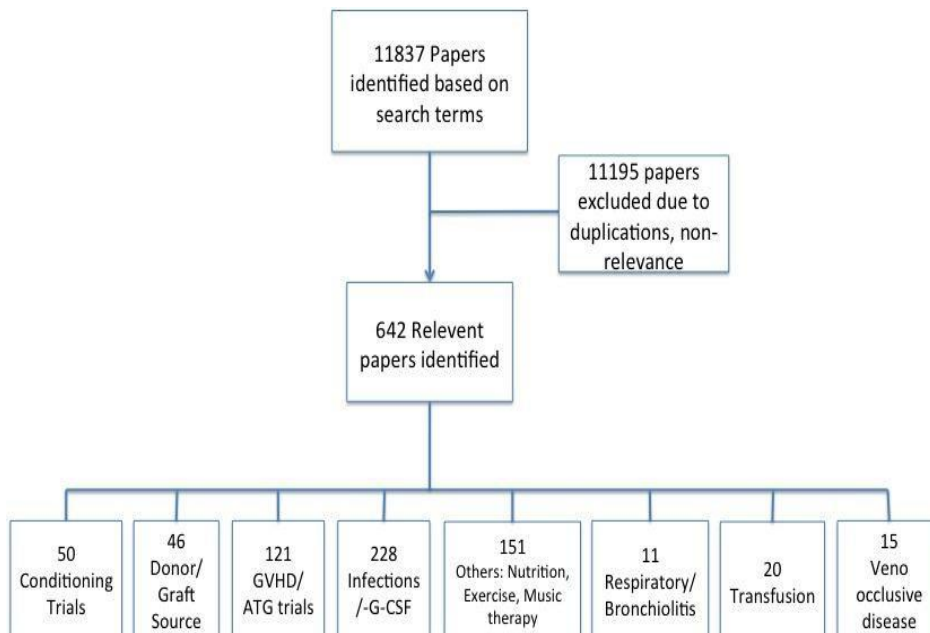 11837 Papers
identified based on
search terms
11195 papers
excluded due to
duplications, non-
relevance
642 Relevent
papers identified
50
Conditioning
Trials
46
Donor/
Graft
Source
121
GVHD/
ATG trials
228
Infections
/-G-CSF
151
Others: Nutrition,
Exercise, Music
therapy
11
Respiratory/
Bronchiolitis
20
Transfusion
15
Veno
occlusive
disease